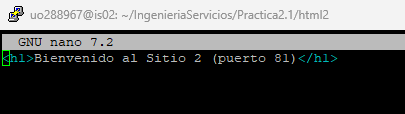 uo288967@is02: ~/IngenieriaServicios/Practica2.1/html2
GNU nano 7.2
<h1>Bienvenido al Sitio 2 (puerto 81)</h1>